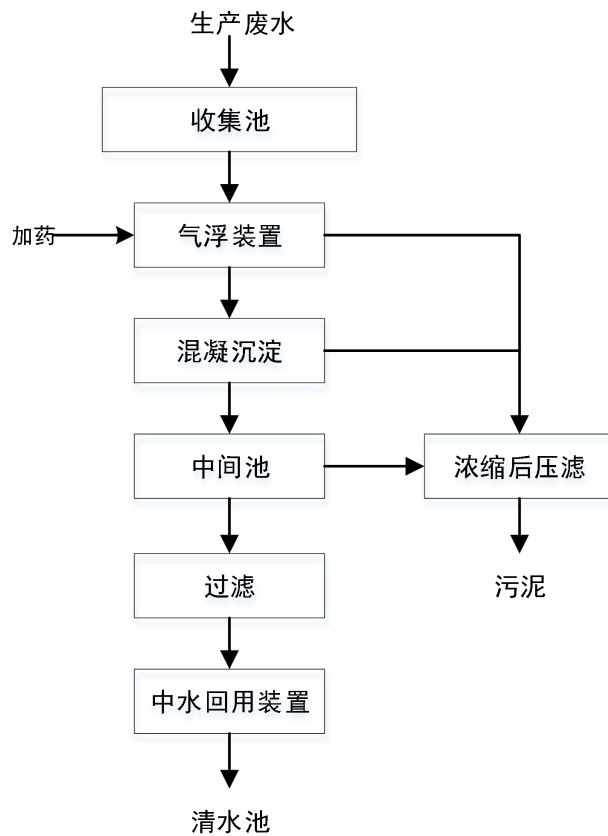 生产废水
收集池
加药
气浮装置
混凝沉淀
中间池
浓缩后压滤
过滤
污泥
中水回用装置
清水池